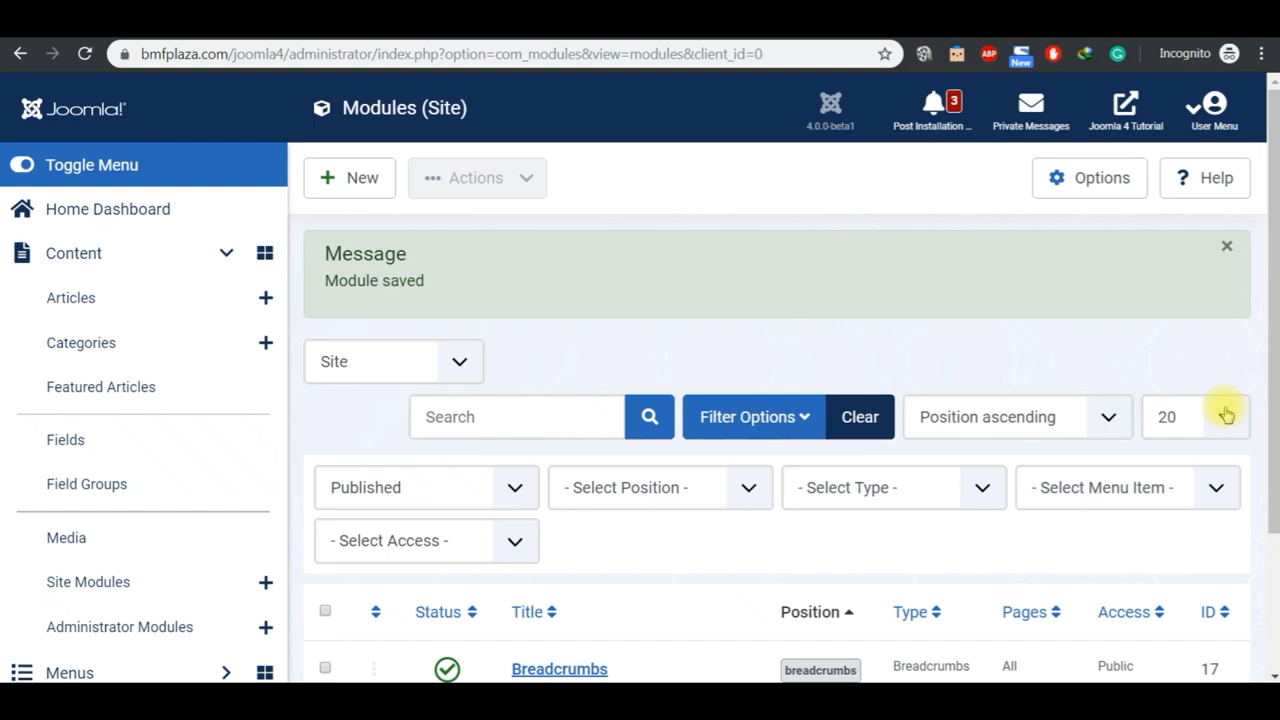 bmfplaza.com/joomla4/administrator/index.php?option=com_modules&view=modules&client_id=0
ABP
New
Incognito
Joomla!
Modules (Site)
4.0.0-beta1
3
Post Installation ...
Private Messages
Joomla 4 Tutorial
User Menu
Toggle Menu
New
Actions
Options
? Help
Home Dashboard
Content
Articles
Categories
Featured Articles
Fields
Field Groups
Media
Site Modules
Administrator Modules
Menus
Message
Module saved
Site
Search
Filter Options
Clear
Position ascending
20
Published
- Select Position -
- Select Type -
- Select Menu Item -
- Select Access -
Status
Title
Position
Type
Pages
Access
ID
Breadcrumbs
breadcrumbs
Breadcrumbs
All
Public
17